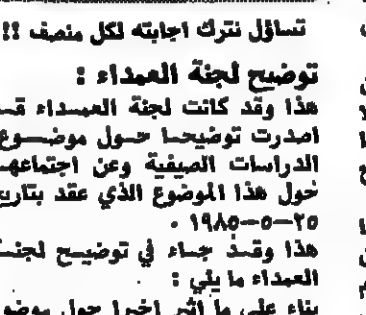 تساؤل نترك اجابته لكل منصف !!
توضيح لجنة العمداء :
هذا وقد كانت لجنة العمداء قد
اصدرت توضيحا حول موضوع
الدراسات الصيفية وعن اجتماعها
حول هذا الموضوع الذي عقد بتاريخ
٢٥-٥-١٩٨٥ .
هذا وقد جاء في توضيح لجنة
العمداء ما يلي :
بناء على ما اثير اخيرا حول موضو